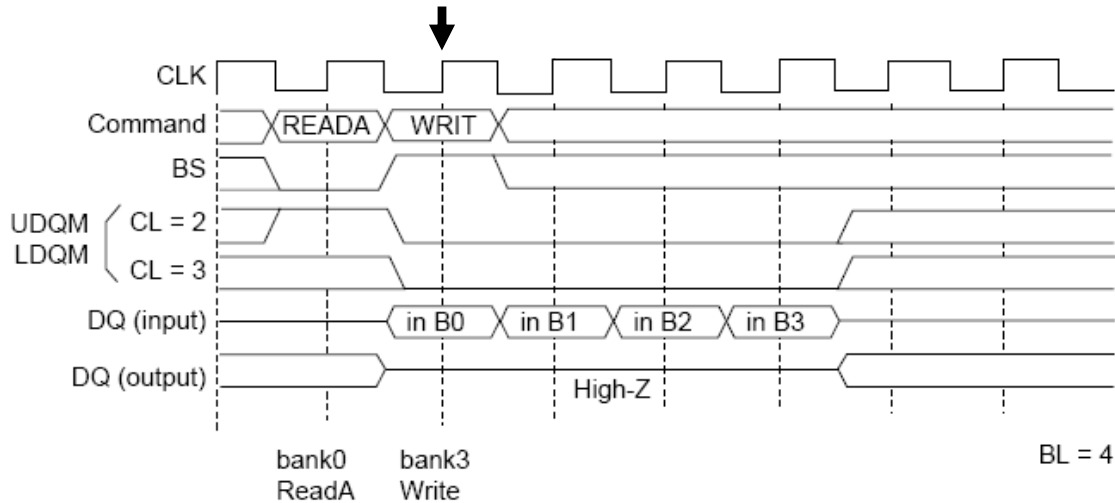 CLK
Command READA WRIT
BS
UDQM
LDQM
CL = 2
CL = 3
DQ (input) in B0 in B1 in B2 in B3
DQ (output)
High-Z
bank0 bank3 BL = 4
ReadA Write